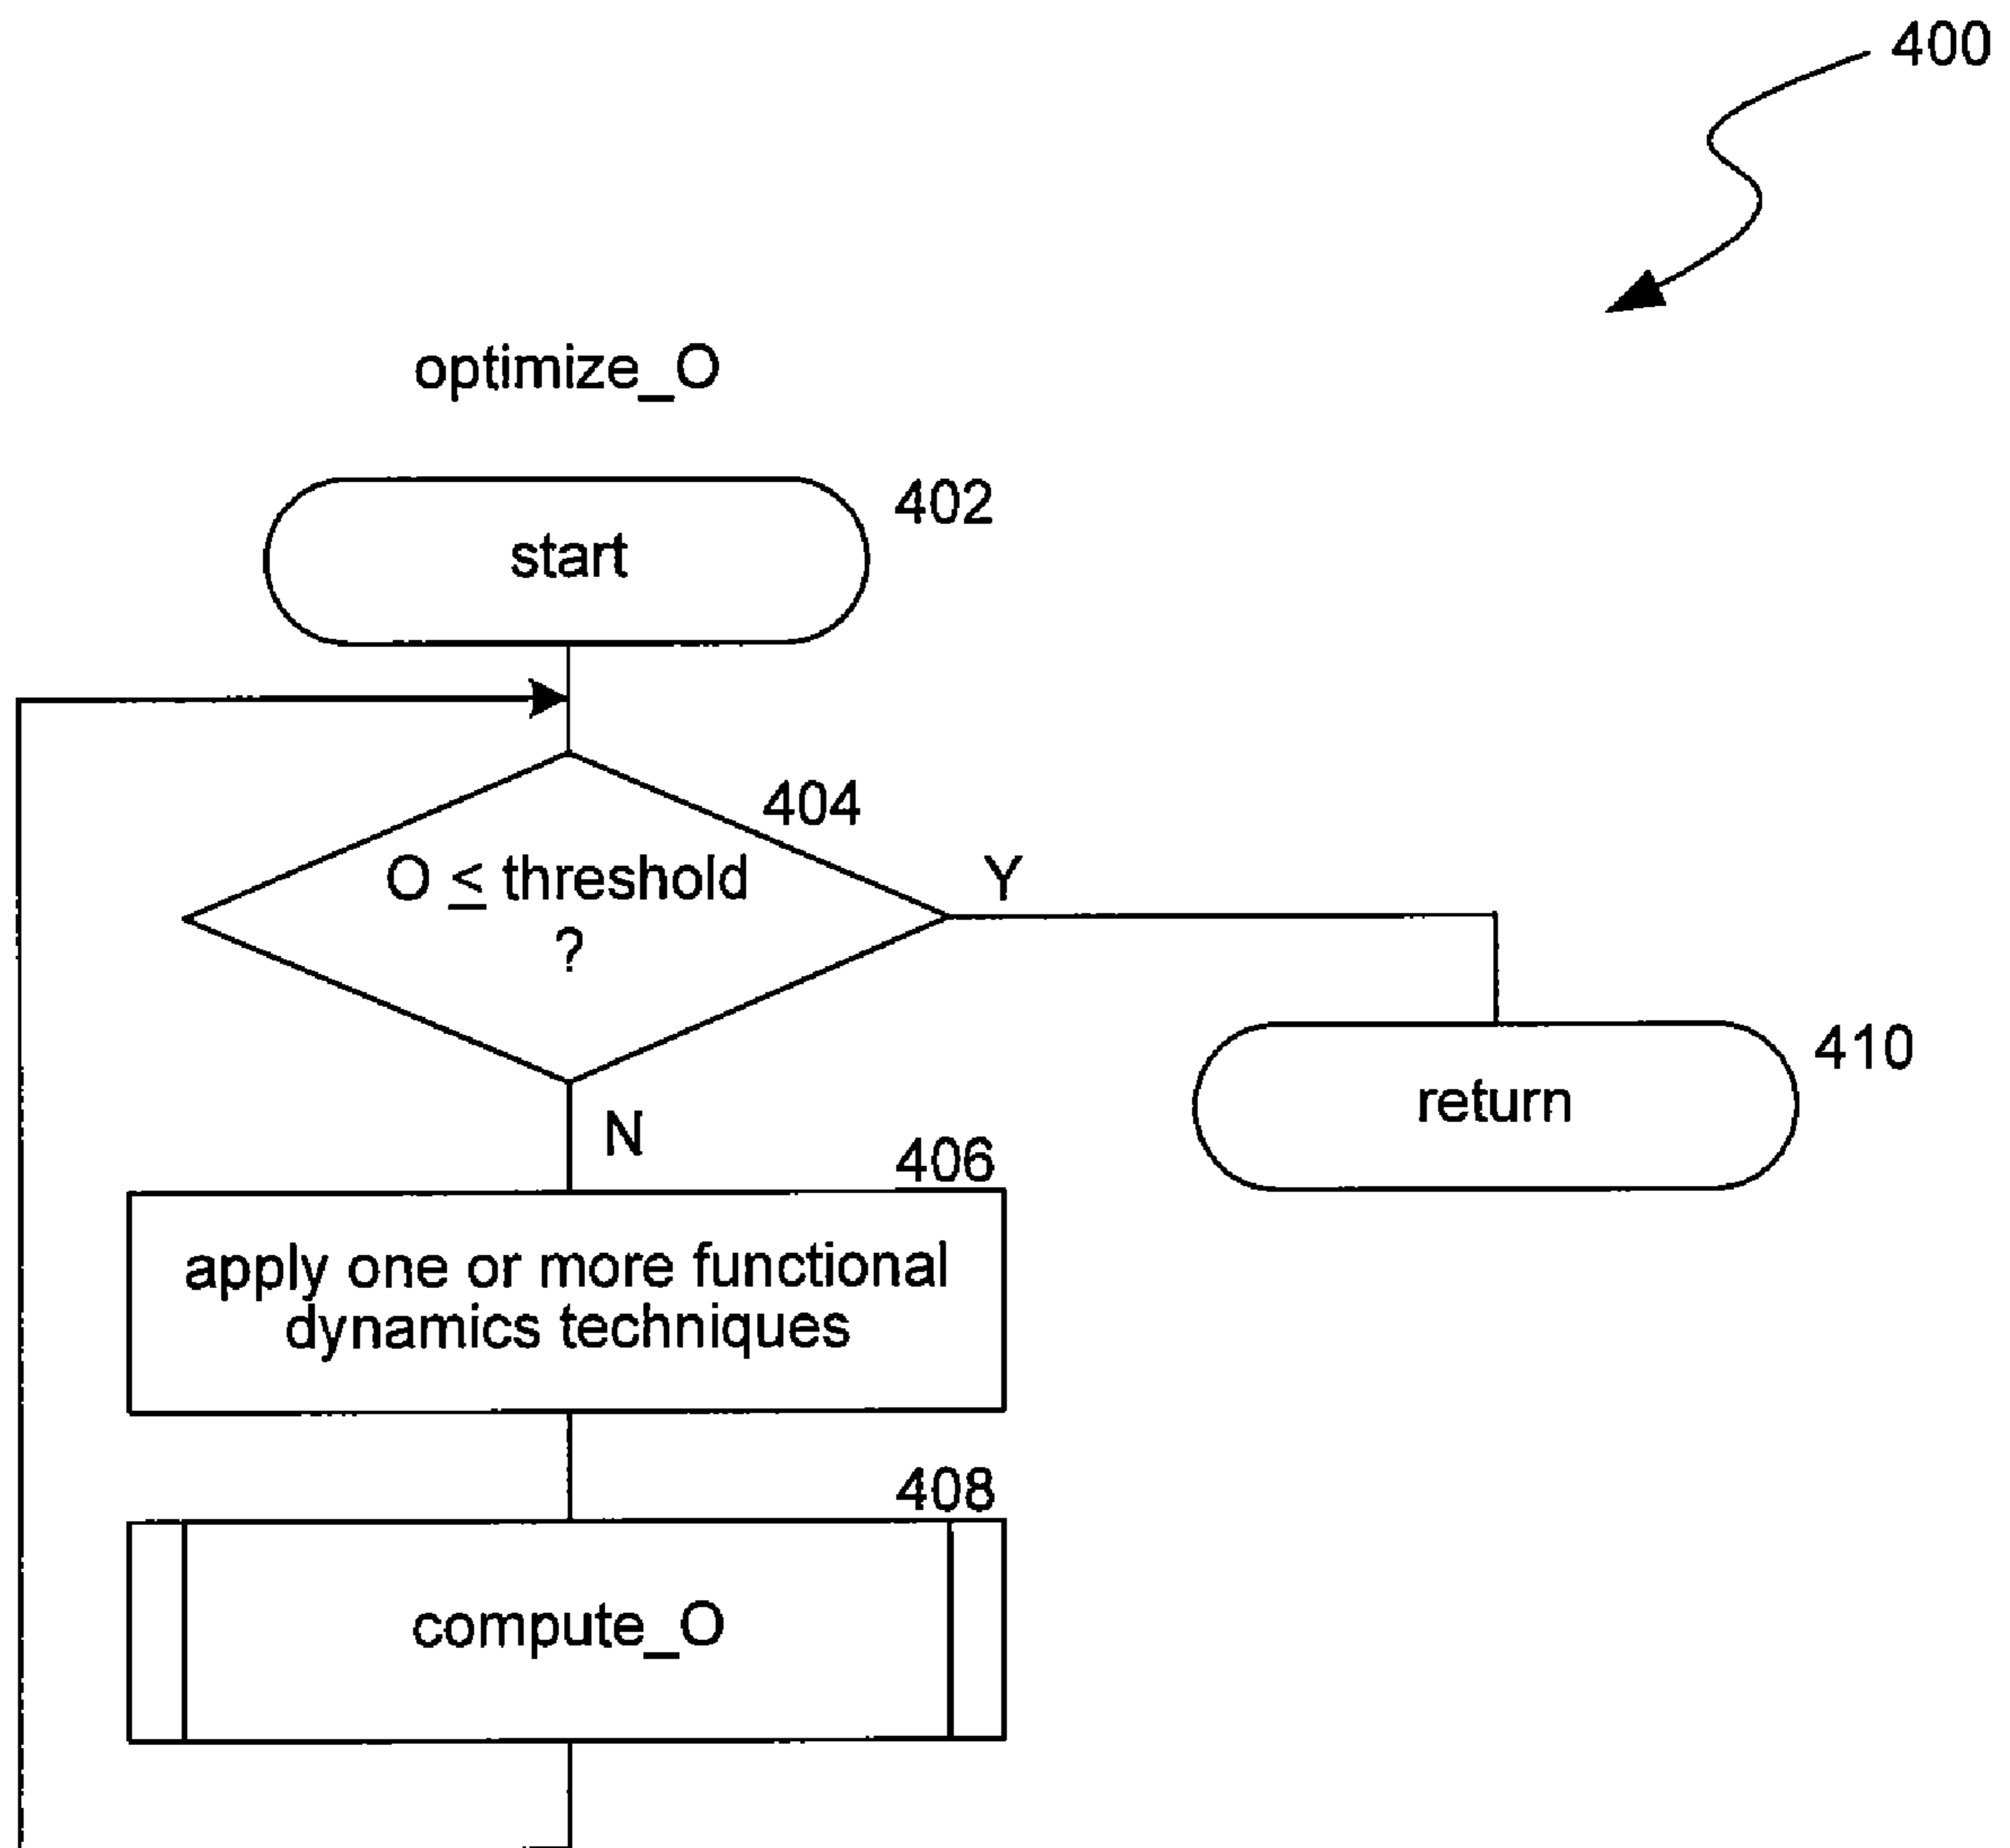 400
optimize_O
402
start
404
O ≤ threshold
?
Y
N
410
return
406
apply one or more functional
dynamics techniques
408
compute_O